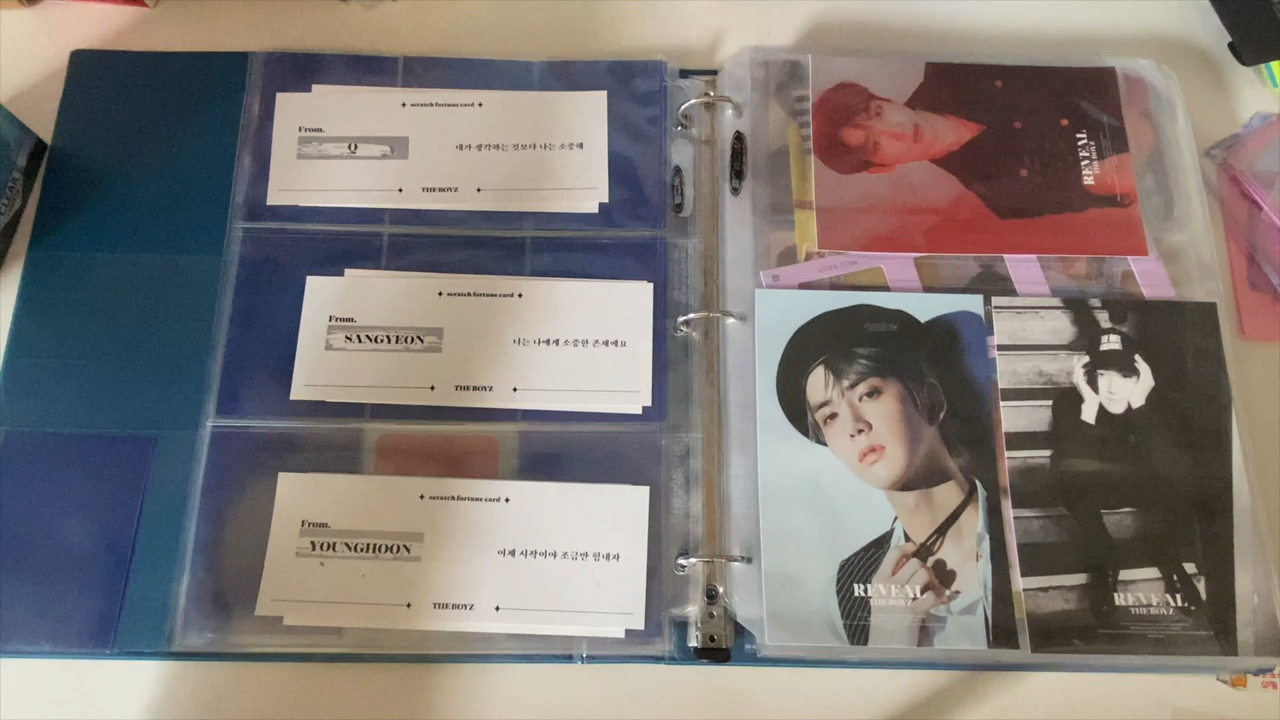 ✦ scratch fortune card ✦
From.
Q
내가 생각하는 것보다 나는 소중해
THE BOYZ
✦ scratch fortune card ✦
From.
SANGYEON
너는 나에게 소중한 존재예요
THE BOYZ
✦ scratch fortune card ✦
From.
YOUNGHOON
이제 시작이야 조금만 힘내자
THE BOYZ
REVEAL
THE BOYZ
REVEAL
THE BOYZ
REVEAL
THE BOYZ
CLEAR